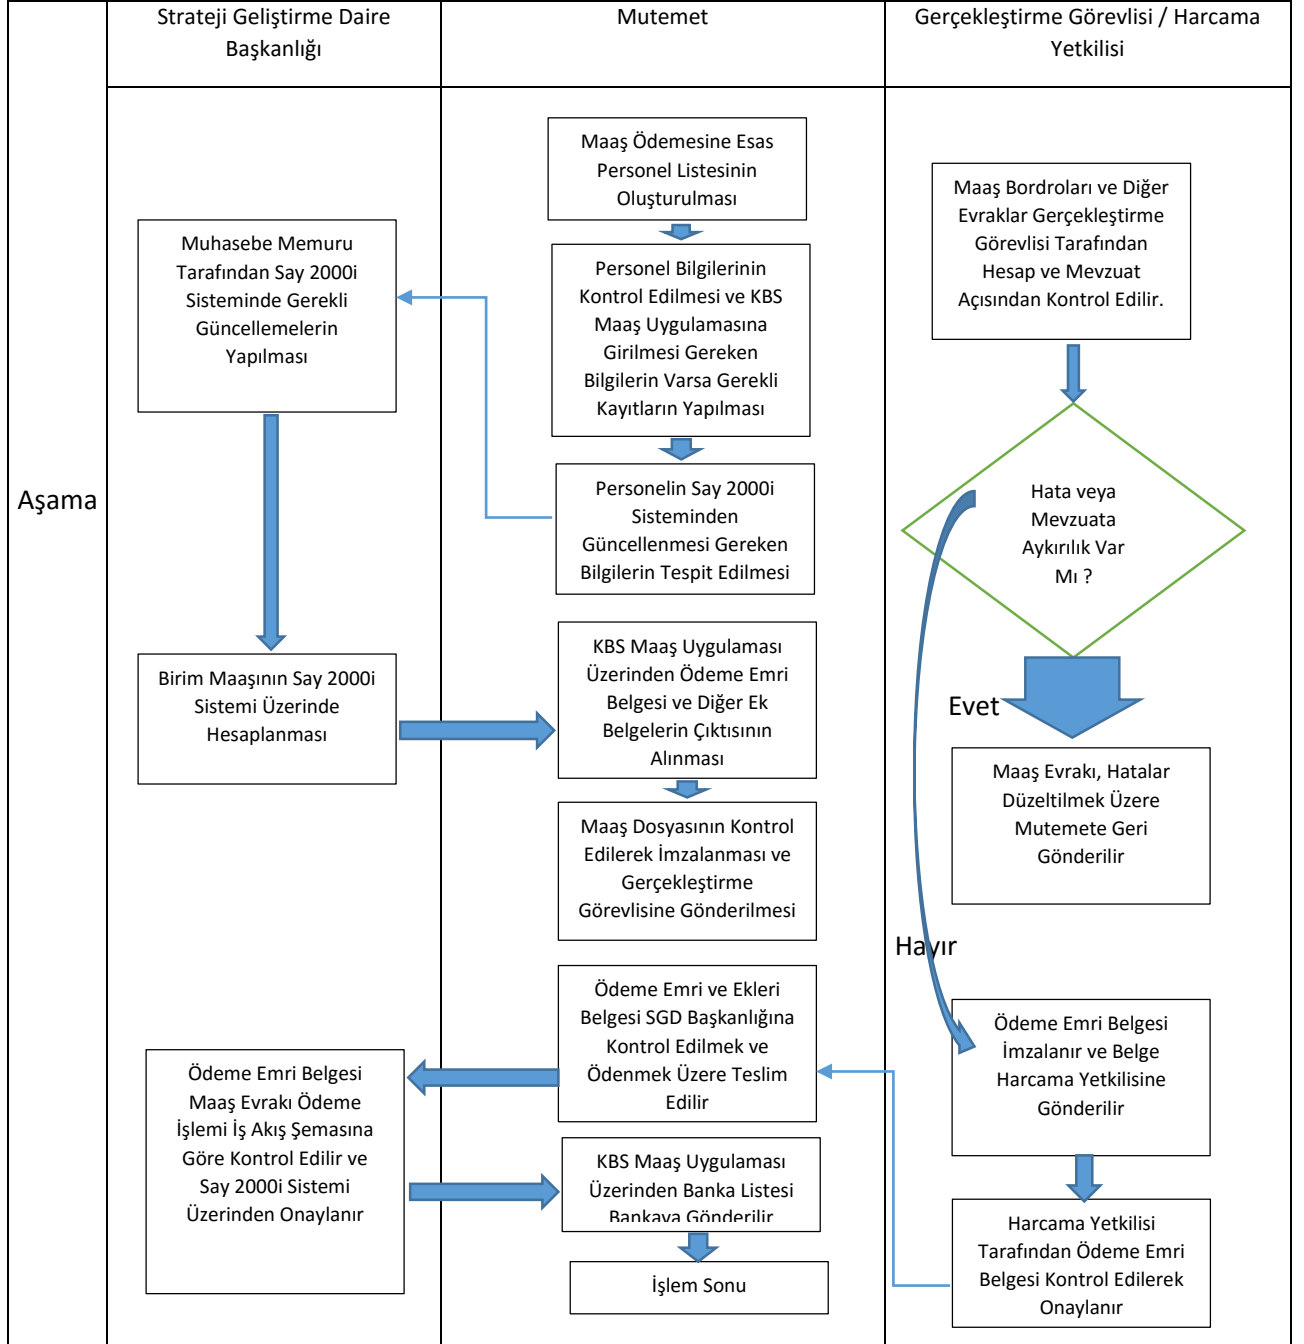 Strateji Geliştirme Daire
Başkanlığı
Mutemet
Gerçekleştirme Görevlisi / Harcama
Yetkilisi
Aşama
Muhasebe Memuru
Tarafından Say 2000i
Sisteminde Gerekli
Güncellemelerin
Yapılması
Birim Maaşının Say 2000i
Sistemi Üzerinde
Hesaplanması
Ödeme Emri Belgesi
Maaş Evrakı Ödeme
İşlemi İş Akış Şemasına
Göre Kontrol Edilir ve
Say 2000i Sistemi
Üzerinden Onaylanır
Maaş Ödemesine Esas
Personel Listesinin
Oluşturulması
Personel Bilgilerinin
Kontrol Edilmesi ve KBS
Maaş Uygulamasına
Girilmesi Gereken
Bilgilerin Varsa Gerekli
Kayıtların Yapılması
Personelin Say 2000i
Sisteminden
Güncellenmesi Gereken
Bilgilerin Tespit Edilmesi
KBS Maaş Uygulaması
Üzerinden Ödeme Emri
Belgesi ve Diğer Ek
Belgelerin Çıktısının
Alınması
Maaş Dosyasının Kontrol
Edilerek İmzalanması ve
Gerçekleştirme
Görevlisine Gönderilmesi
Ödeme Emri ve Ekleri
Belgesi SGD Başkanlığına
Kontrol Edilmek ve
Ödenmek Üzere Teslim
Edilir
KBS Maaş Uygulaması
Üzerinden Banka Listesi
Bankaya Gönderilir
İşlem Sonu
Maaş Bordroları ve Diğer
Evraklar Gerçekleştirme
Görevlisi Tarafından
Hesap ve Mevzuat
Açısından Kontrol Edilir.
Hata veya
Mevzuata
Aykırılık Var
Mı ?
Evet
Maaş Evrakı, Hatalar
Düzeltilmek Üzere
Mutemete Geri
Gönderilir
Hayır
Ödeme Emri Belgesi
İmzalanır ve Belge
Harcama Yetkilisine
Gönderilir
Harcama Yetkilisi
Tarafından Ödeme Emri
Belgesi Kontrol Edilerek
Onaylanır